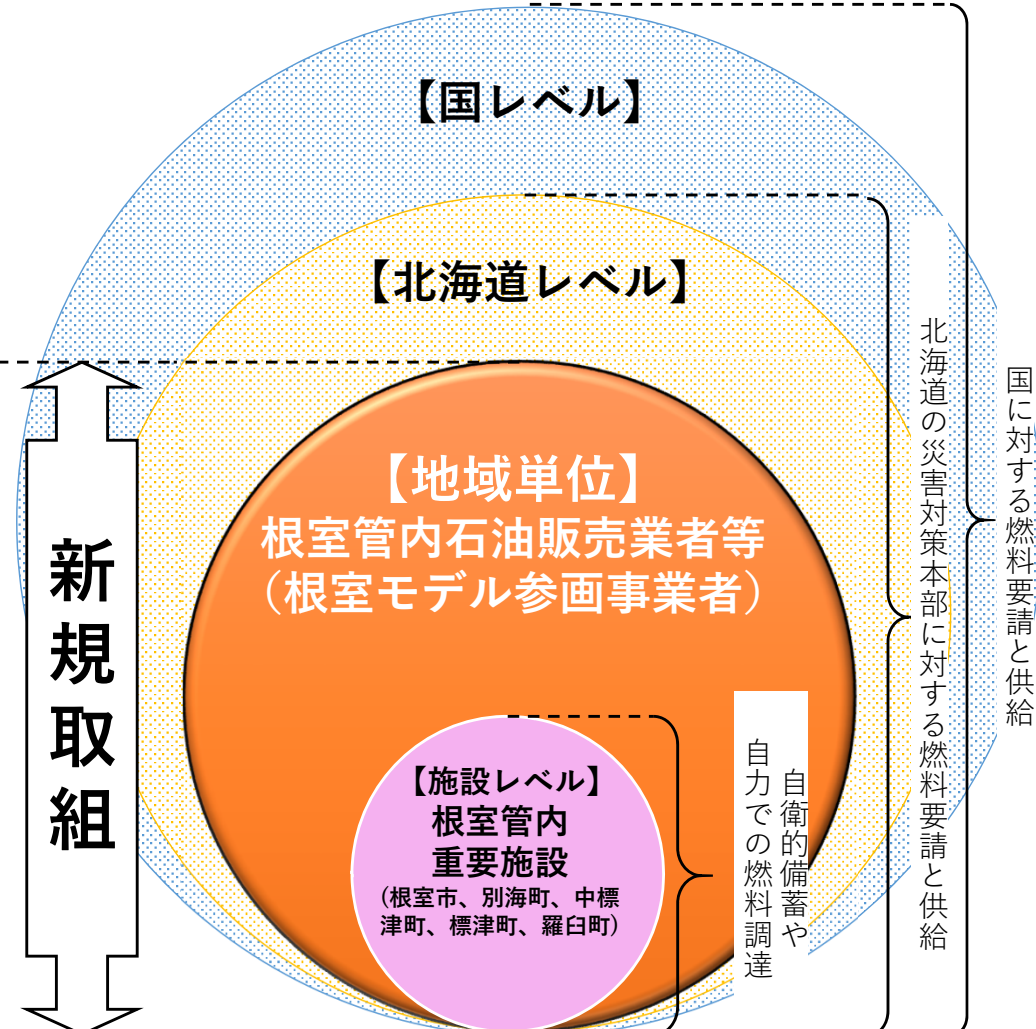 【国レベル】
【北海道レベル】
【地域単位】
根室管内石油販売業者等
（根室モデル参画事業者）
【施設レベル】
根室管内
重要施設
(根室市、別海町、中標
津町、標津町、羅臼町)
新規取組
自衛的備蓄や
自力での燃料調達
北海道の災害対策本部に対する燃料要請と供給
国に対する燃料要請と供給